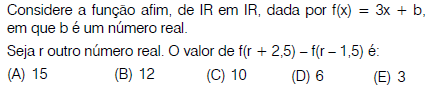 Considere a função afim, de IR em IR, dada por f(x) = 3x + b,
em que b é um número real.
Seja r outro número real. O valor de f(r + 2,5) – f(r – 1,5) é:
(A) 15 (B) 12 (C) 10 (D) 6 (E) 3